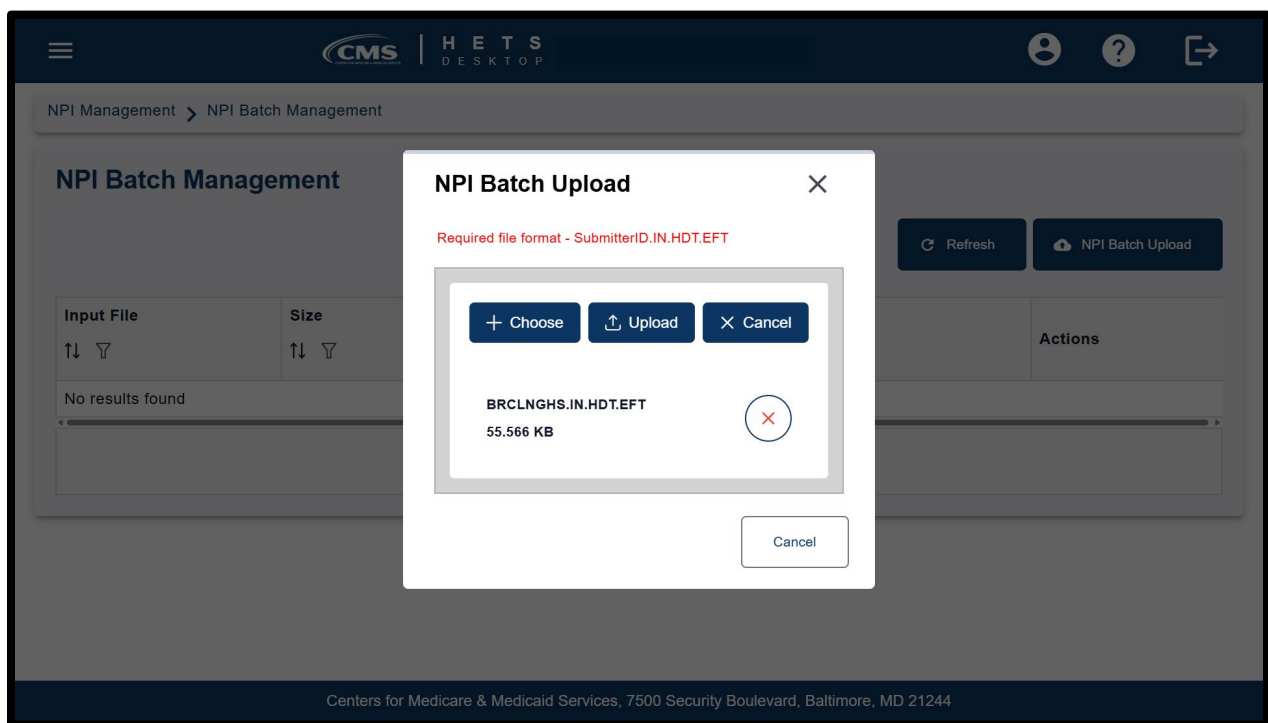 CMS
HETS
DESKTOP
NPI Management > NPI Batch Management
NPI Batch Management
Refresh
NPI Batch Upload
Input File
Size
Actions
No results found
NPI Batch Upload
Required file format - SubmitterID.IN.HDT.EFT
+ Choose
Upload
Cancel
BRCLNGHS.IN.HDT.EFT
55.566 KB
Cancel
Centers for Medicare & Medicaid Services, 7500 Security Boulevard, Baltimore, MD 21244